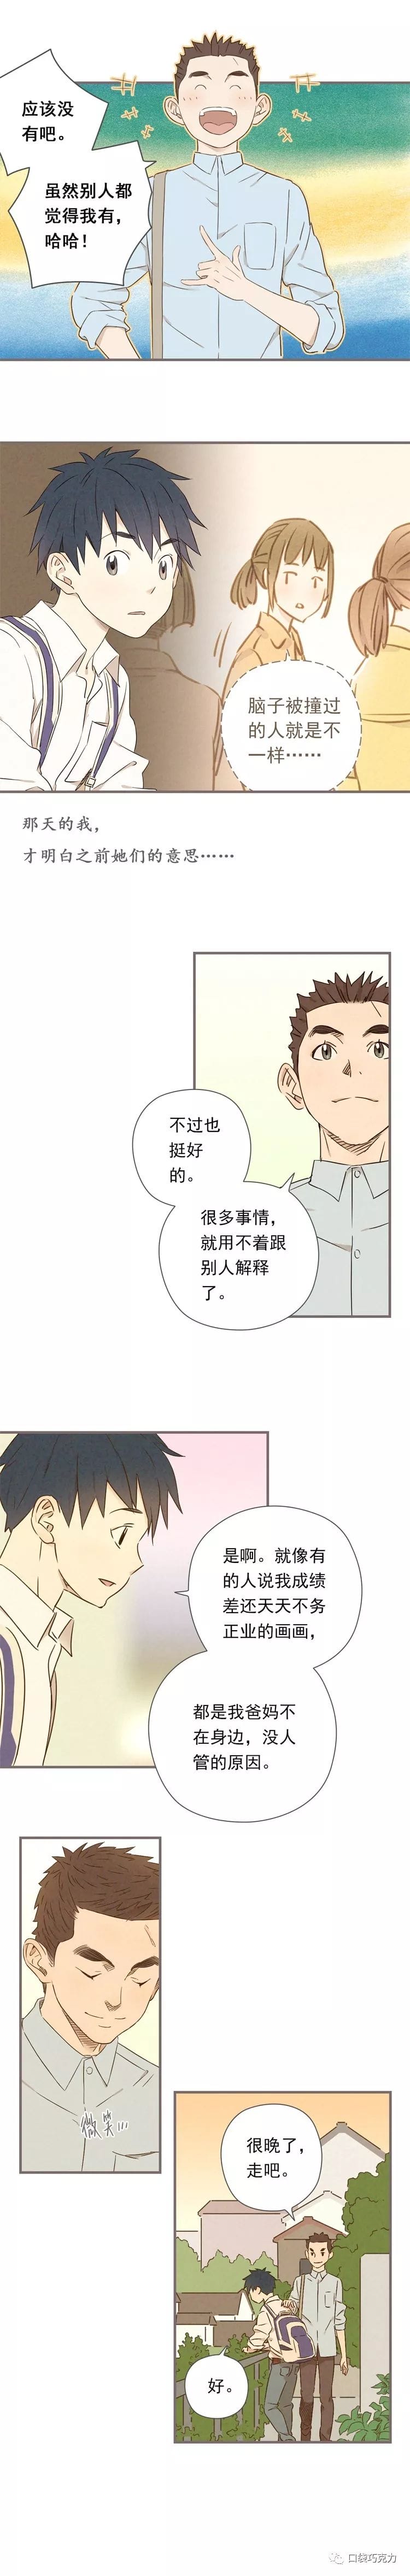 应该没
有吧。
虽然别人都
觉得我有，
哈哈！
脑子被撞过
的人就是不
一样……
那天的我，
才明白之前她们的意思……
不过也
挺好
的。
很多事情，
就用不着跟
别人解释
了。
是啊。就像有
的人说我成绩
差还天天不务
正业的画画，
都是我爸妈不
在身边，没人
管的原因。
微笑…
很晚了，
走吧。
好。
口袋巧克力